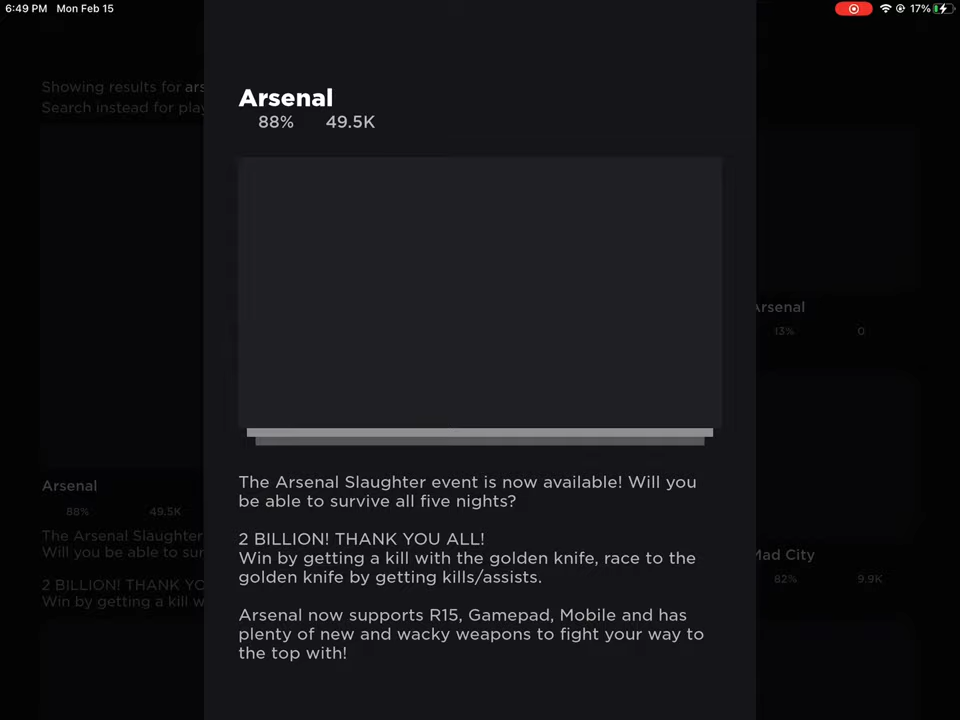 6:49 PM Mon Feb 15
17%
Showing results for ars
Search instead for play
Arsenal
88% 49.5K
The Arsenal Slaughter
Will you be able to sur
2 BILLION! THANK YO
Win by getting a kill w
Arsenal
88% 49.5K
The Arsenal Slaughter event is now available! Will you
be able to survive all five nights?
2 BILLION! THANK YOU ALL!
Win by getting a kill with the golden knife, race to the
golden knife by getting kills/assists.
Arsenal now supports R15, Gamepad, Mobile and has
plenty of new and wacky weapons to fight your way to
the top with!
Arsenal
13% 0
Mad City
82% 9.9K